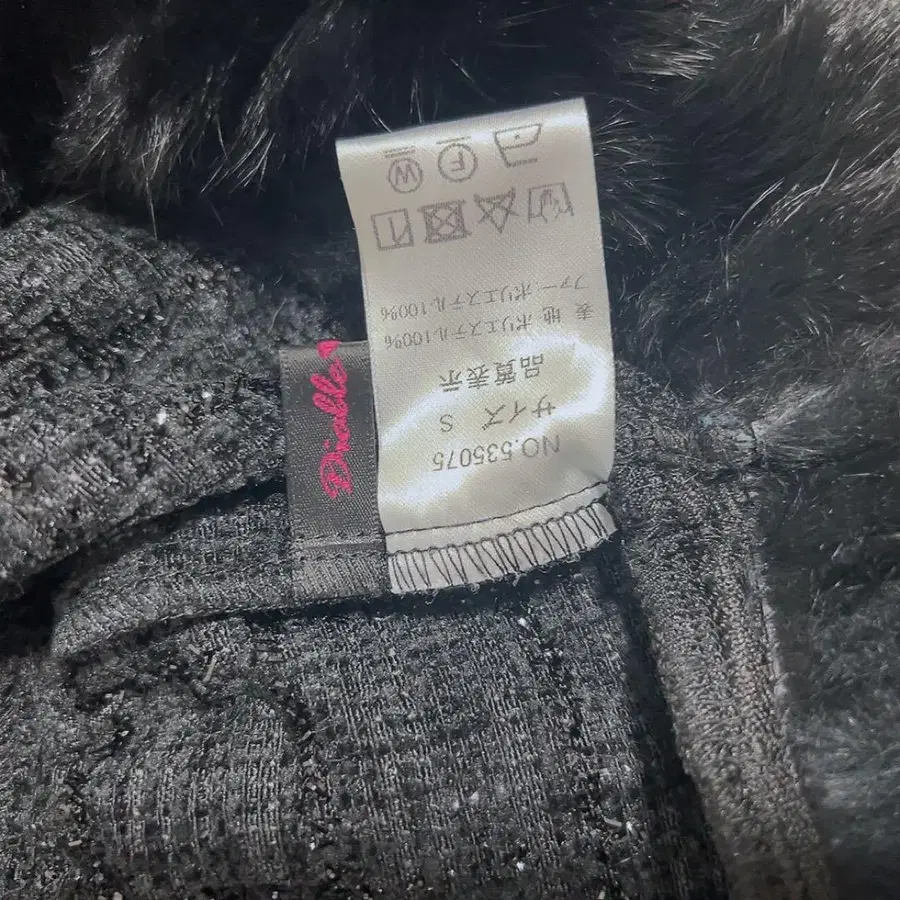 NO.535075
サイズ S
品質表示
表 地 ポリエステル100%
ファー.ポリエステル100%
W F
Diable